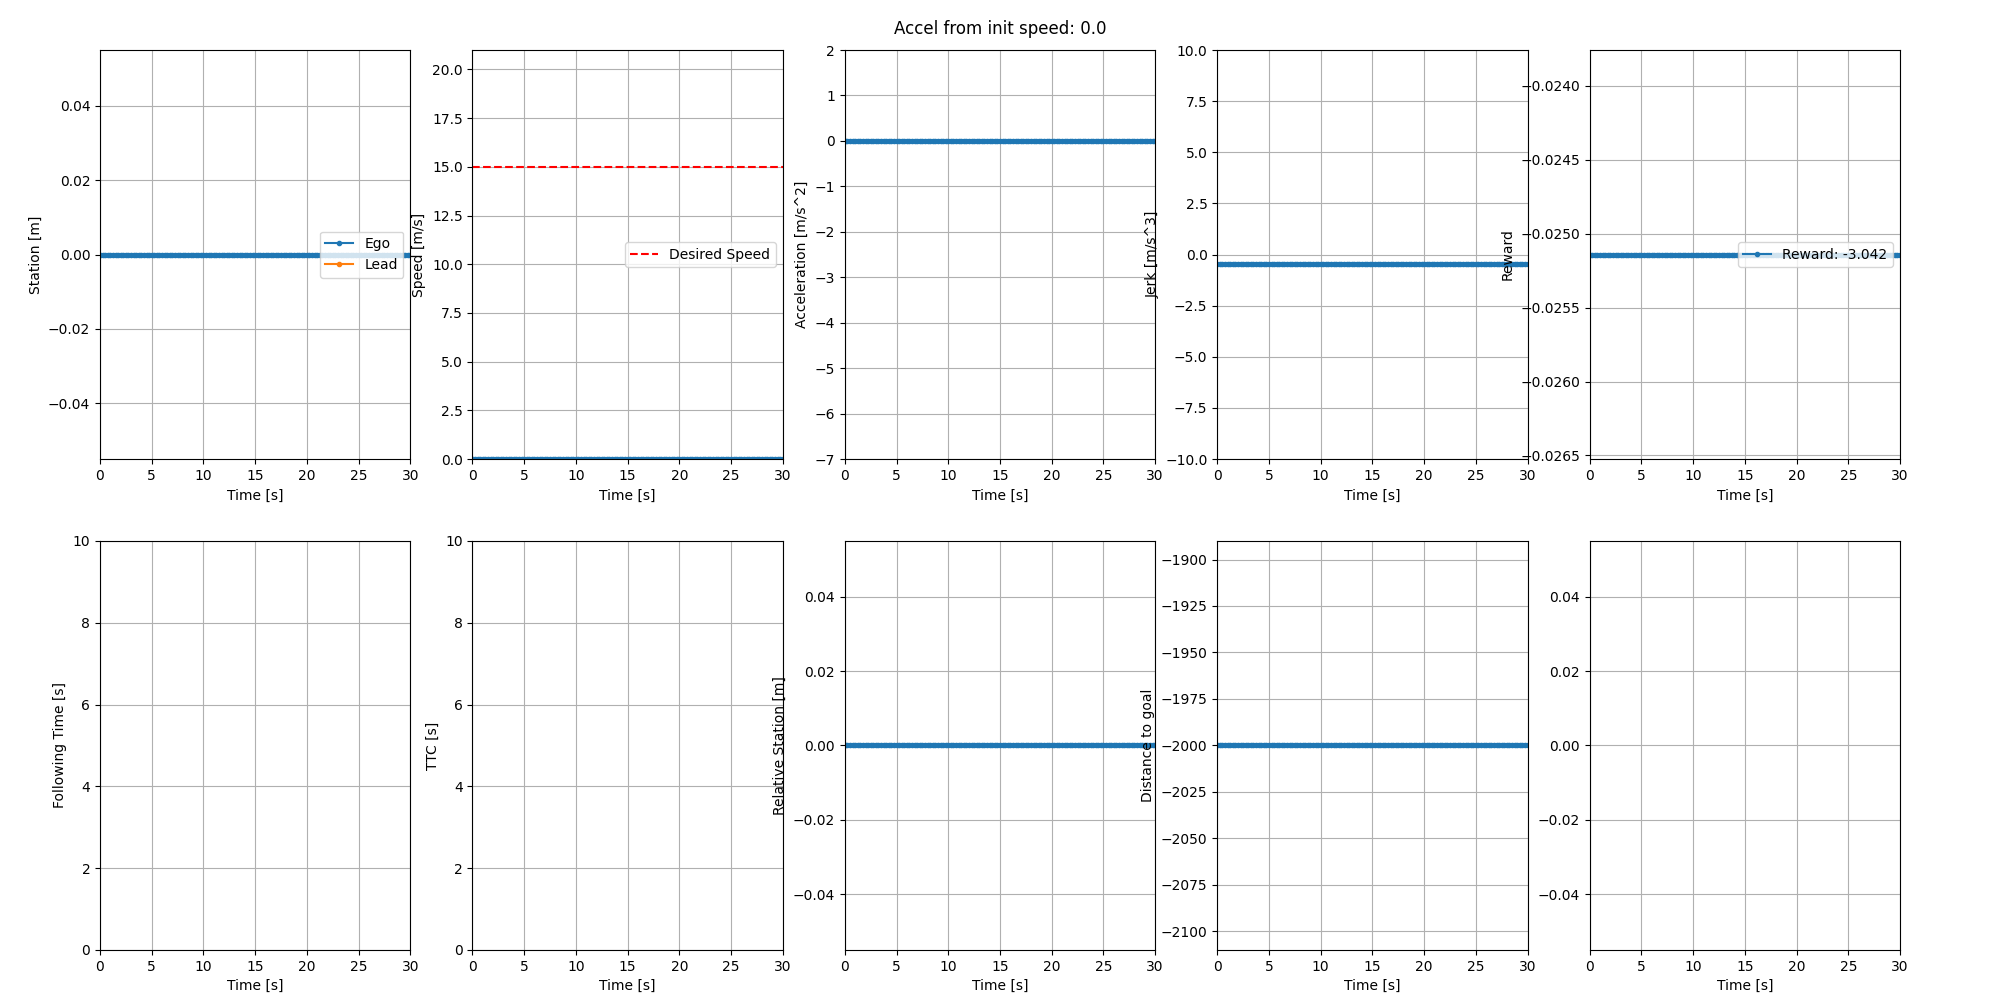 Accel from init speed: 0.0
Station [m]
0.04
0.02
0.00
−0.02
−0.04
Ego
Lead
0 5 10 15 20 25 30
Time [s]
Speed [m/s]
20.0
17.5
15.0
12.5
10.0
7.5
5.0
2.5
0.0
Desired Speed
0 5 10 15 20 25 30
Time [s]
Acceleration [m/s^2]
2
1
0
−1
−2
−3
−4
−5
−6
−7
0 5 10 15 20 25 30
Time [s]
Jerk [m/s^3]
10.0
7.5
5.0
2.5
0.0
−2.5
−5.0
−7.5
−10.0
0 5 10 15 20 25 30
Time [s]
Reward
−0.0240
−0.0245
−0.0250
−0.0255
−0.0260
−0.0265
Reward: -3.042
0 5 10 15 20 25 30
Time [s]
Following Time [s]
10
8
6
4
2
0
0 5 10 15 20 25 30
Time [s]
TTC [s]
10
8
6
4
2
0
0 5 10 15 20 25 30
Time [s]
Relative Station [m]
0.04
0.02
0.00
−0.02
−0.04
0 5 10 15 20 25 30
Time [s]
Distance to goal
−1900
−1925
−1950
−1975
−2000
−2025
−2050
−2075
−2100
0 5 10 15 20 25 30
Time [s]
0.04
0.02
0.00
−0.02
−0.04
0 5 10 15 20 25 30
Time [s]